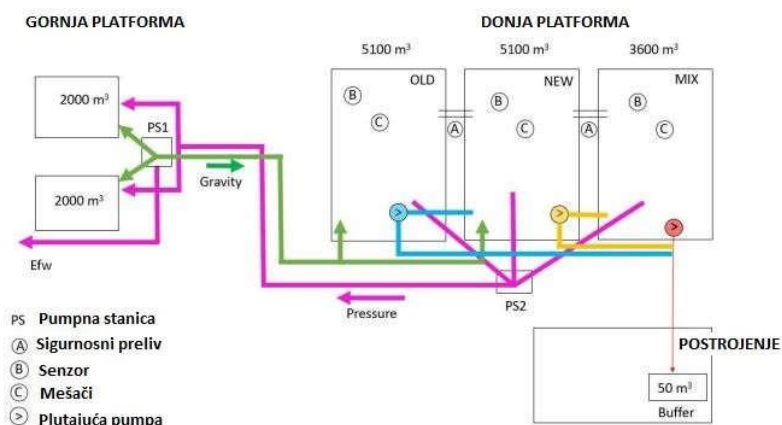 GORNJA PLATFORMA
DONJA PLATFORMA
5100 m³
5100 m³
3600 m³
OLD
NEW
MIX
B
B
B
C
C
C
A
A
2000 m³
PS1
2000 m³
Gravity
>
>
>
Efw
PS2
Pressure
PS Pumpna stanica
A Sigurnosni preliv
B Senzor
C Mešači
> Plutajuća pumpa
POSTROJENJE
50 m³
Buffer